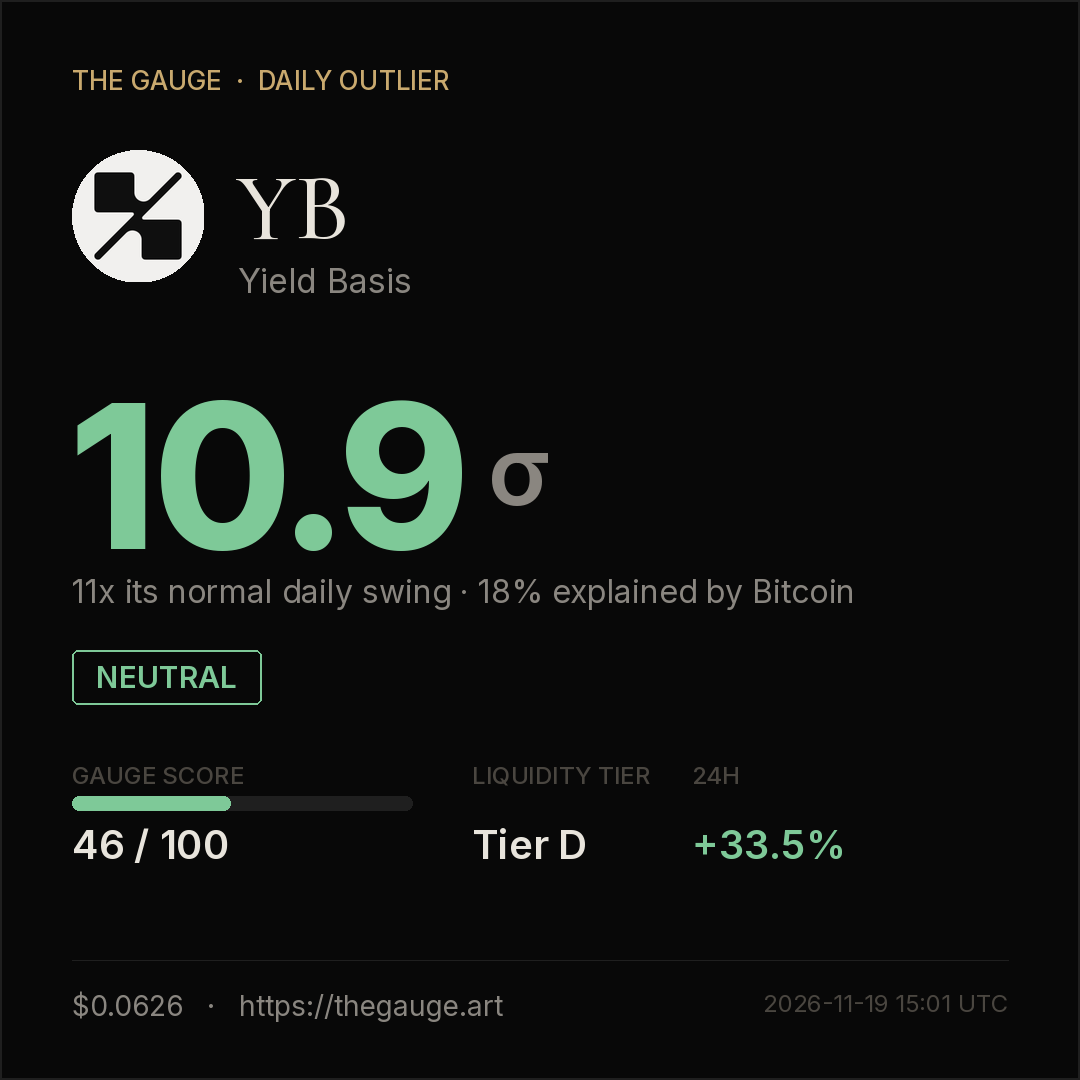 THE GAUGE · DAILY OUTLIER
YB
Yield Basis
10.9 σ
11x its normal daily swing · 18% explained by Bitcoin
NEUTRAL
GAUGE SCORE LIQUIDITY TIER 24H
46 / 100 Tier D +33.5%
$0.0626 · https://thegauge.art 2026-11-19 15:01 UTC